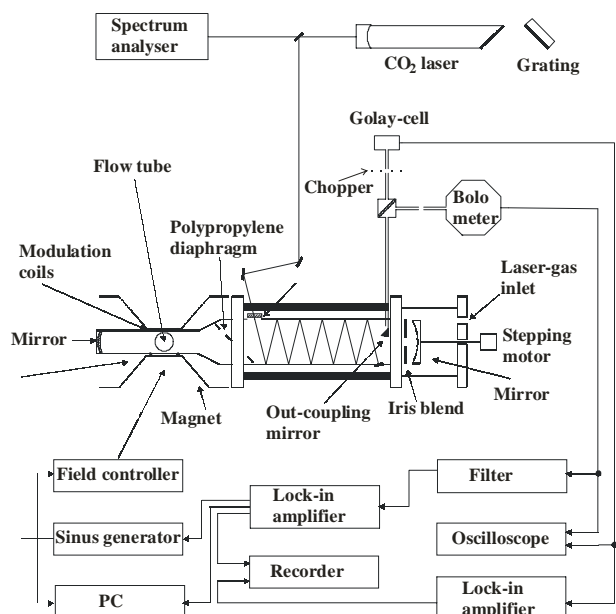 Spectrum
analyser
CO2 laser
Grating
Golay-cell
Flow tube
Chopper
Bolo
meter
Polypropylene
diaphragm
Modulation
coils
Laser-gas
inlet
Mirror
Stepping
motor
Magnet
Out-coupling
mirror
Iris blend
Mirror
Field controller
Lock-in
amplifier
Filter
Sinus generator
Oscilloscope
Recorder
PC
Lock-in
amplifier